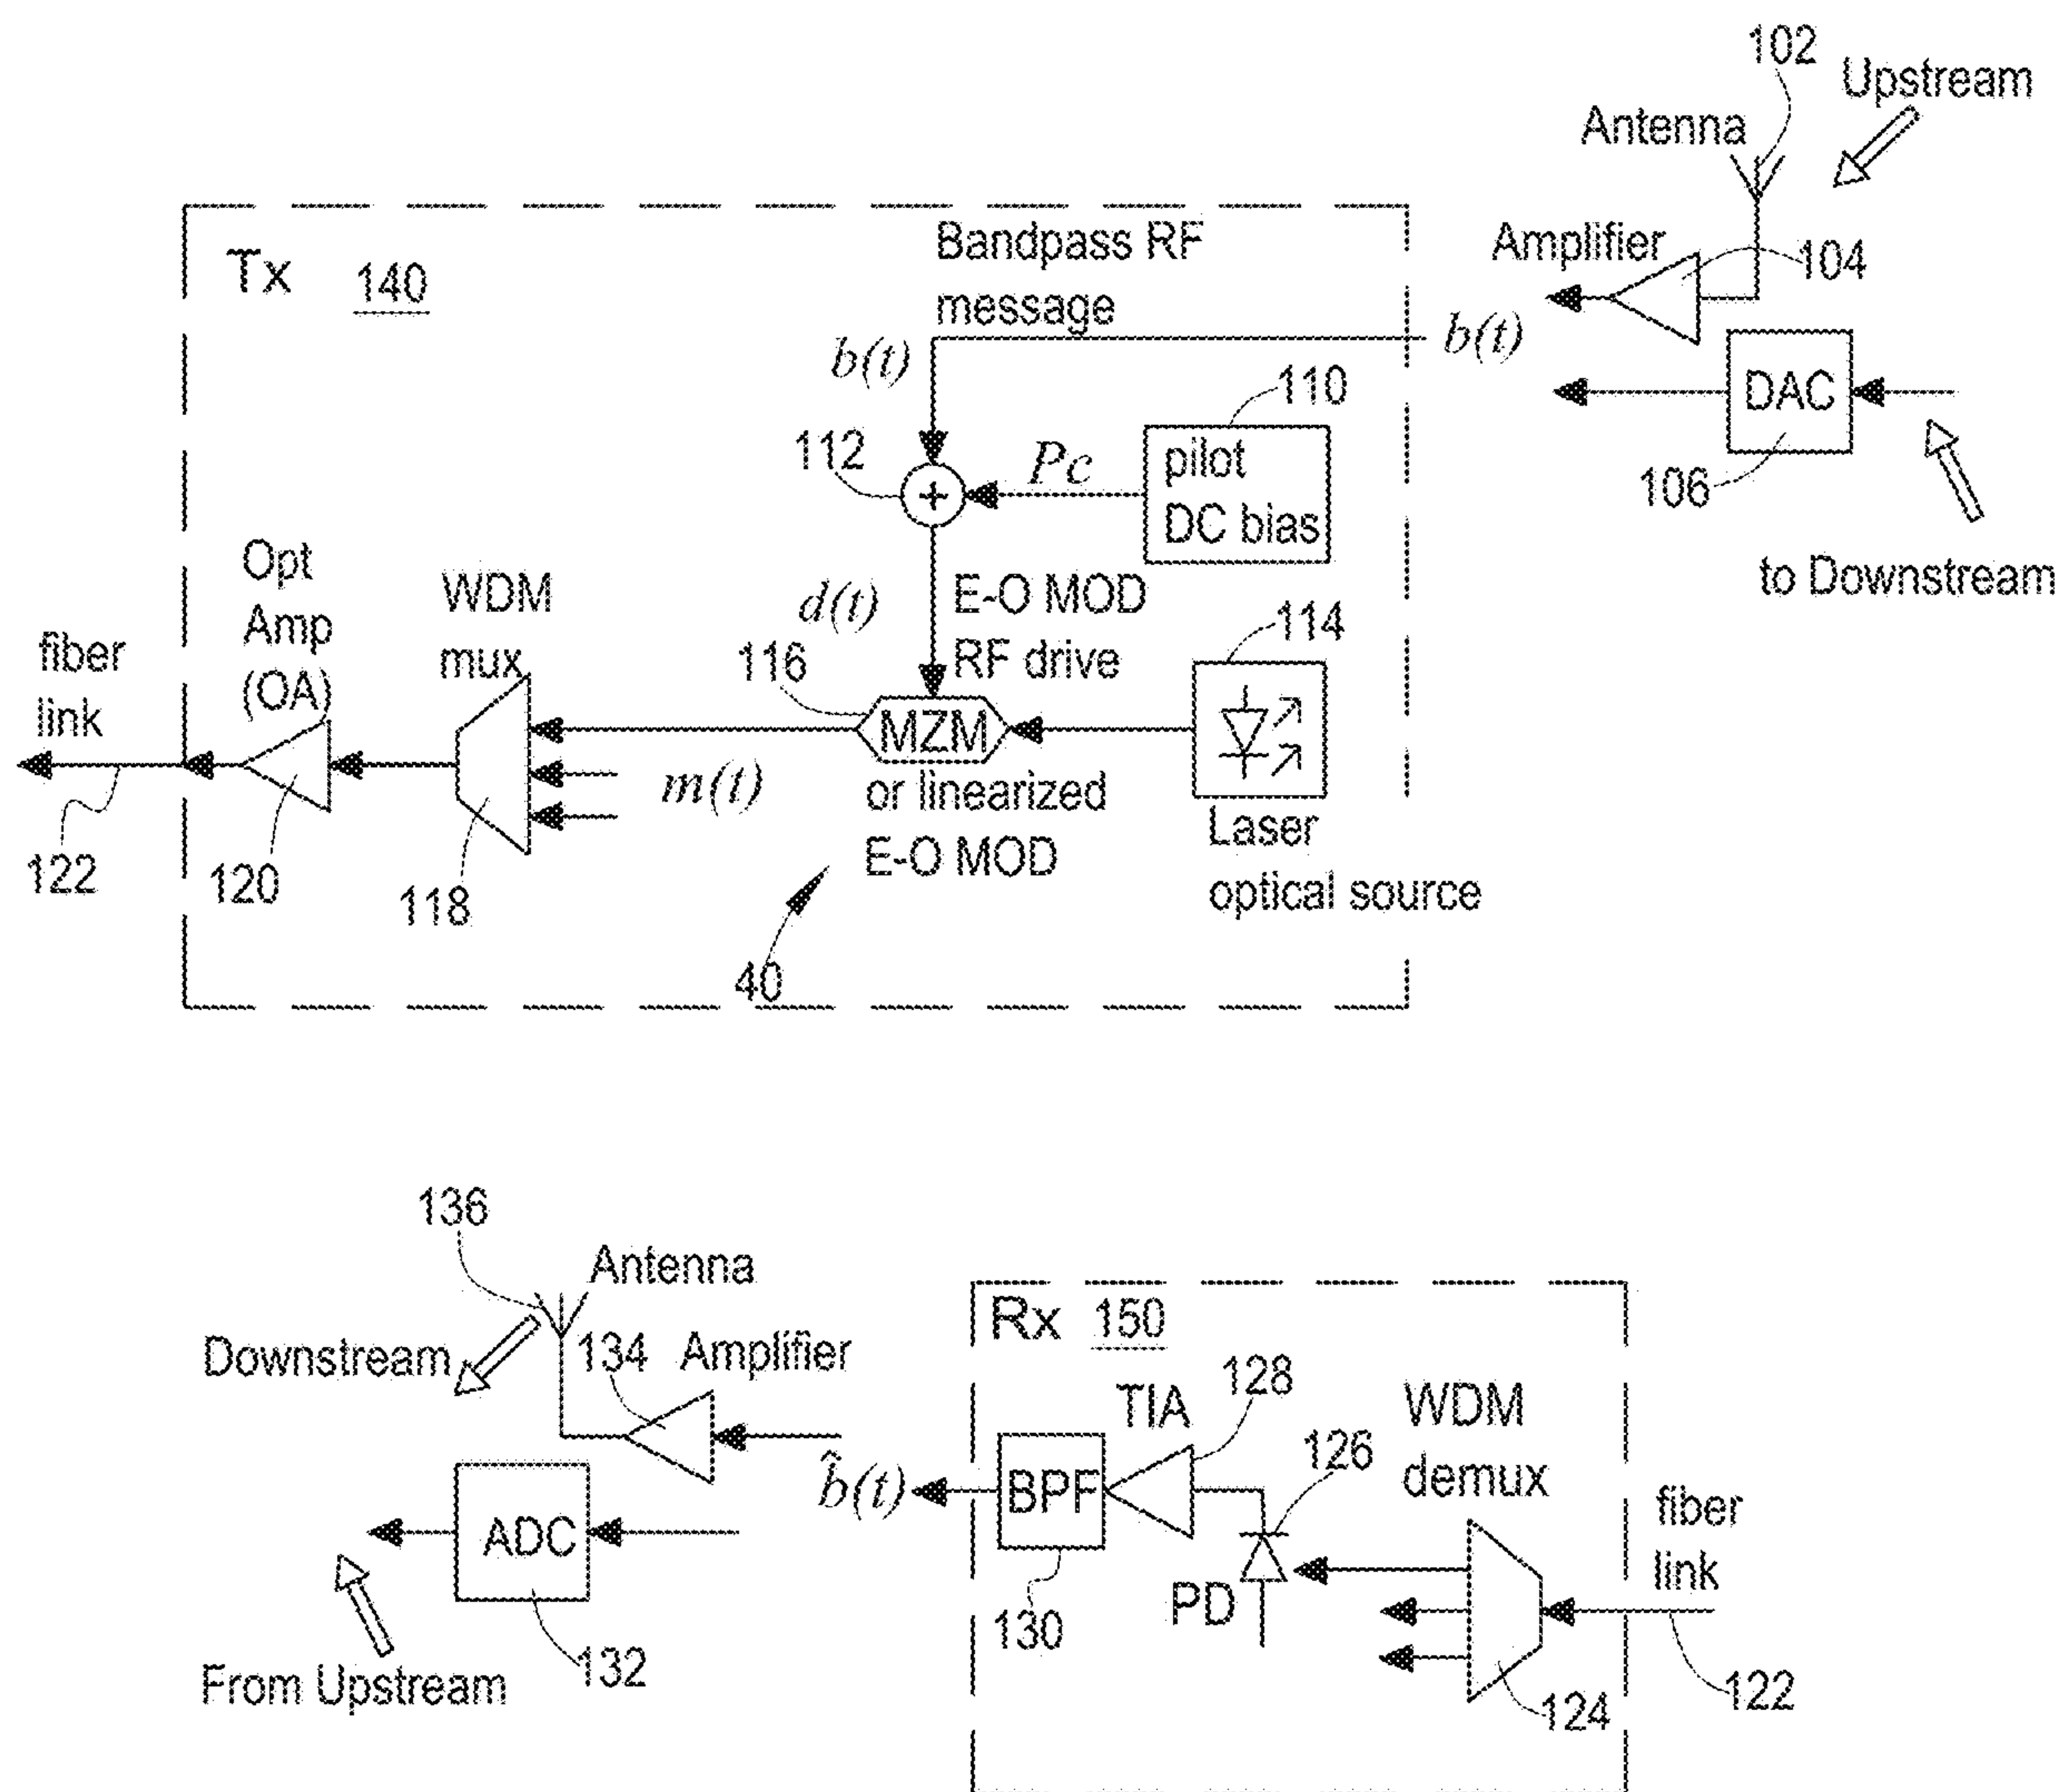 102
Upstream
Antenna
Tx 140
Bandpass RF
message
Amplifier
104
b(t)
b(t)
110
DAC
112
Pc
pilot
DC bias
106
to Downstream
Opt
Amp
(OA)
WDM
mux
d(t)
E-O MOD
RF drive
114
fiber
link
116
MZM
m(t)
or linearized
E-O MOD
Laser
optical source
122
120
118
40
136
Antenna
Downstream
134
Amplifier
Rx 150
TIA
128
WDM
demux
126
b̂(t)
BPF
fiber
link
ADC
PD
130
132
From Upstream
124
122